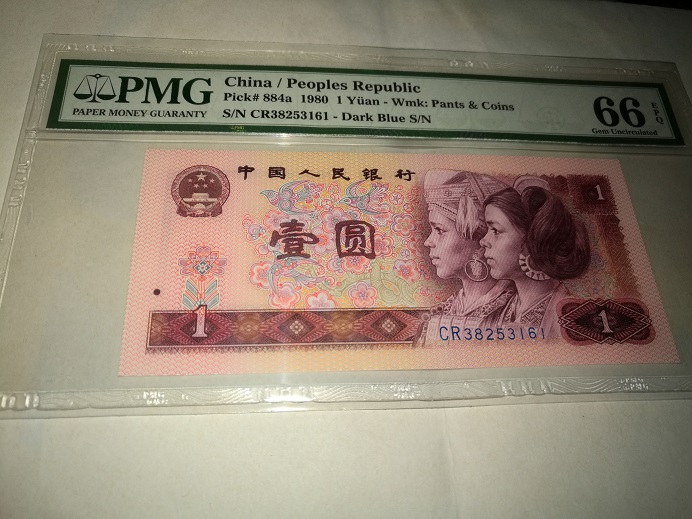 PMG
PAPER MONEY GUARANTY
China / Peoples Republic
Pick# 884a 1980 1 Yüan - Wmk: Pants & Coins
S/N CR38253161 - Dark Blue S/N
66 EPQ
Gem Uncirculated
中国人民银行
1
壹圆
1
CR38253161
1